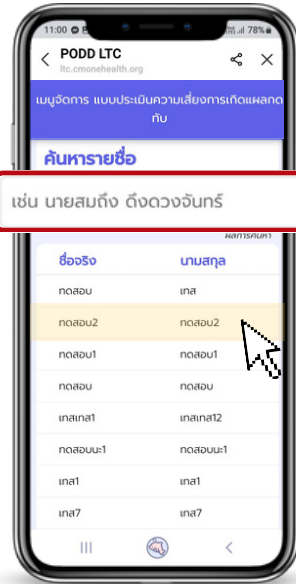 11:00
78%
PODD LTC
ltc.cmonehealth.org
เมนูจัดการ แบบประเมินความเสี่ยงการเกิดแผลกด
ทับ
ค้นหารายชื่อ
เช่น นายสมถึง ดึงดวงจันทร์
ผลการค้นหา
ชื่อจริง นามสกุล
ทดสอบ เทส
ทดสอบ2 ทดสอบ2
ทดสอบ1 ทดสอบ1
ทดสอบ ทดสอบ
เทสเทส1 เทสเทส12
ทดสอบนะ1 ทดสอบนะ1
เทส1 เทส1
เทส7 เทส7